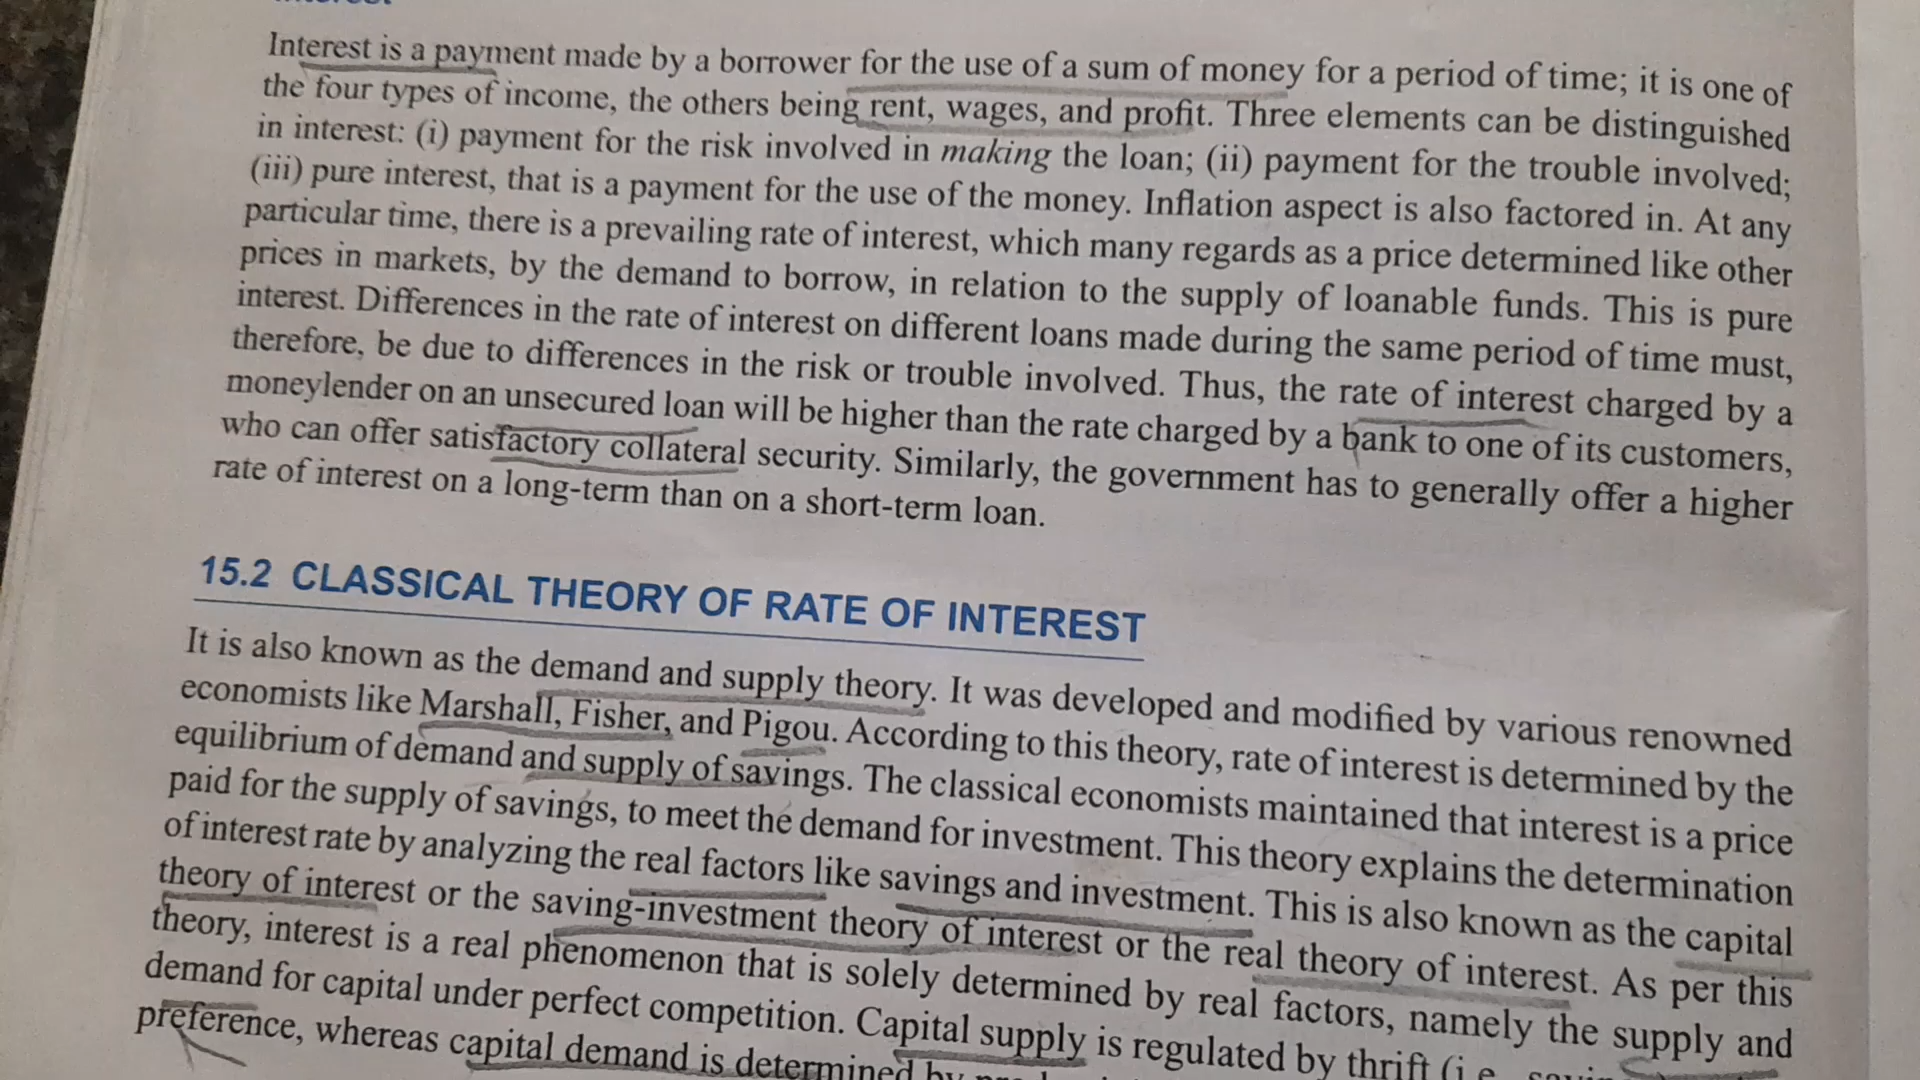 Interest is a payment made by a borrower for the use of a sum of money for a period of time; it is one of
the four types of income, the others being rent, wages, and profit. Three elements can be distinguished
in interest: (i) payment for the risk involved in making the loan; (ii) payment for the trouble involved;
(iii) pure interest, that is a payment for the use of the money. Inflation aspect is also factored in. At any
particular time, there is a prevailing rate of interest, which many regards as a price determined like other
prices in markets, by the demand to borrow, in relation to the supply of loanable funds. This is pure
interest. Differences in the rate of interest on different loans made during the same period of time must,
therefore, be due to differences in the risk or trouble involved. Thus, the rate of interest charged by a
moneylender on an unsecured loan will be higher than the rate charged by a bank to one of its customers,
who can offer satisfactory collateral security. Similarly, the government has to generally offer a higher
rate of interest on a long-term than on a short-term loan.
15.2 CLASSICAL THEORY OF RATE OF INTEREST
It is also known as the demand and supply theory. It was developed and modified by various renowned
economists like Marshall, Fisher, and Pigou. According to this theory, rate of interest is determined by the
equilibrium of demand and supply of savings. The classical economists maintained that interest is a price
paid for the supply of savings, to meet the demand for investment. This theory explains the determination
of interest rate by analyzing the real factors like savings and investment. This is also known as the capital
theory of interest or the saving-investment theory of interest or the real theory of interest. As per this
theory, interest is a real phenomenon that is solely determined by real factors, namely the supply and
demand for capital under perfect competition. Capital supply is regulated by thrift (i.e.
preference, whereas capital demand is determined by